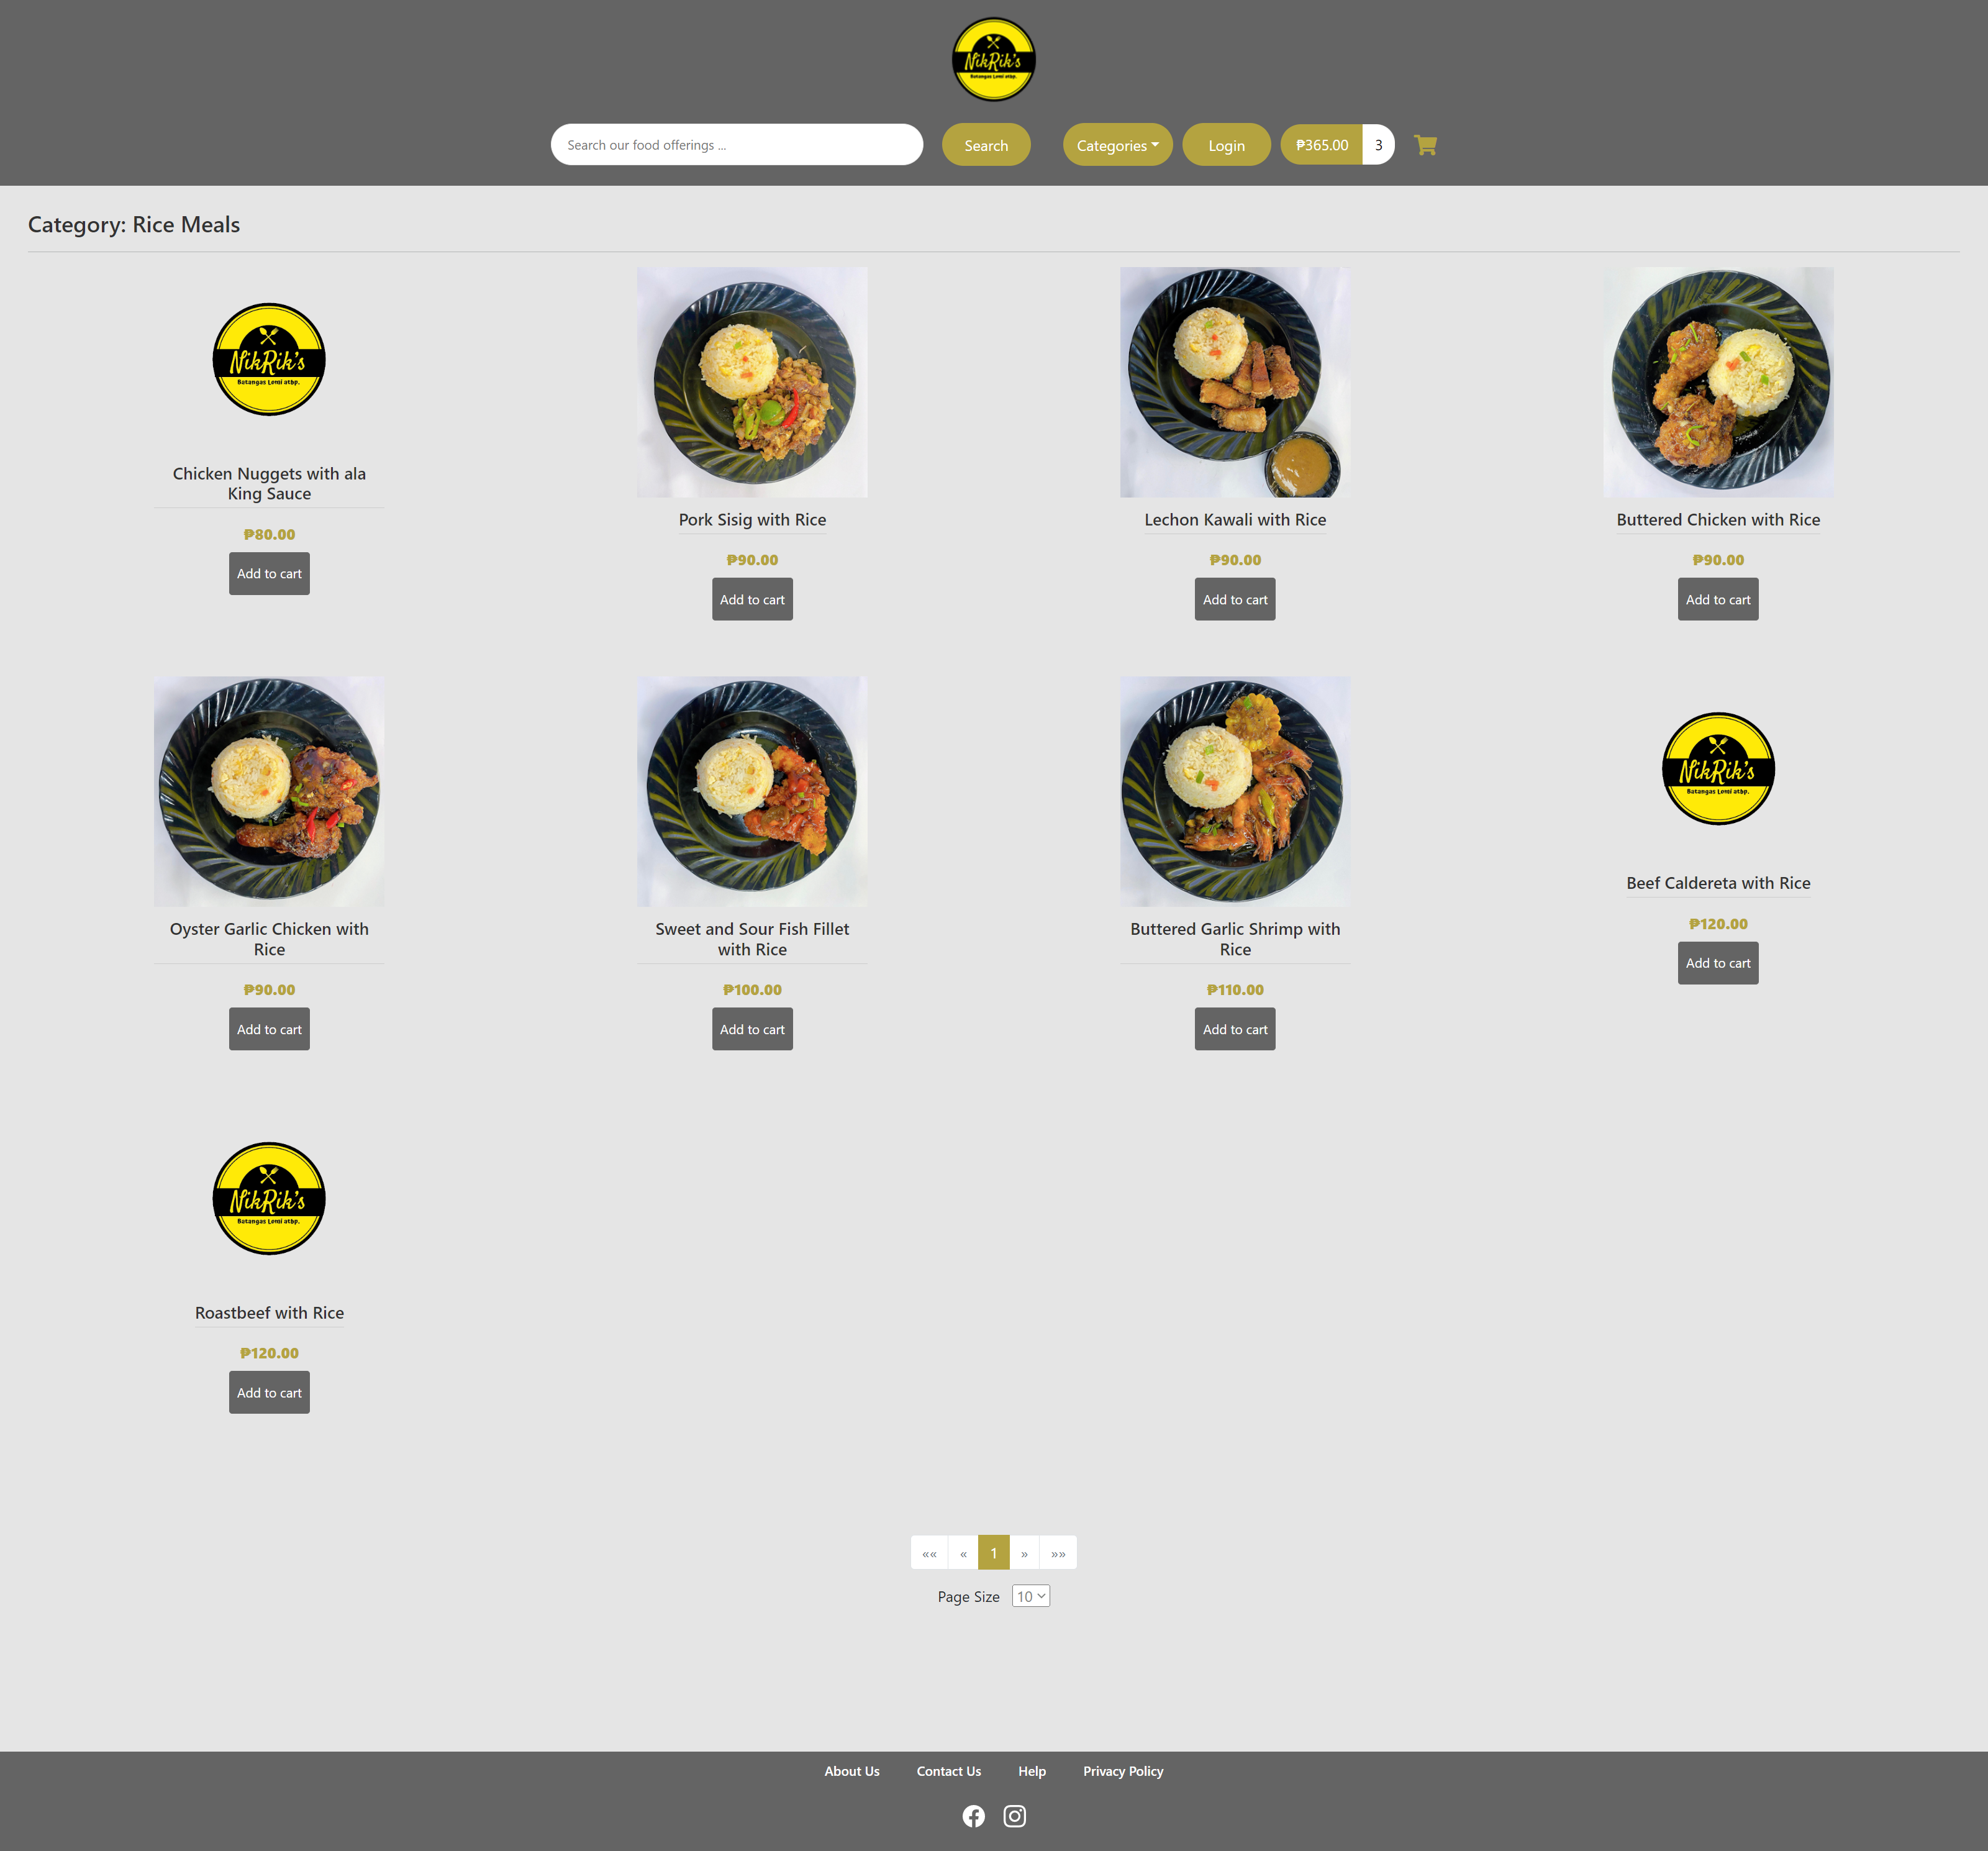 NikRik's
Batangas Lomi atbp.
Search our food offerings ...
Search
Categories
Login
₱365.00
3
Category: Rice Meals
NikRik's
Batangas Lomi atbp.
Chicken Nuggets with ala
King Sauce
₱80.00
Add to cart
Pork Sisig with Rice
₱90.00
Add to cart
Lechon Kawali with Rice
₱90.00
Add to cart
Buttered Chicken with Rice
₱90.00
Add to cart
Oyster Garlic Chicken with
Rice
₱90.00
Add to cart
Sweet and Sour Fish Fillet
with Rice
₱100.00
Add to cart
Buttered Garlic Shrimp with
Rice
₱110.00
Add to cart
NikRik's
Batangas Lomi atbp.
Beef Caldereta with Rice
₱120.00
Add to cart
NikRik's
Batangas Lomi atbp.
Roastbeef with Rice
₱120.00
Add to cart
«« « 1 » »»
Page Size 10
About Us Contact Us Help Privacy Policy